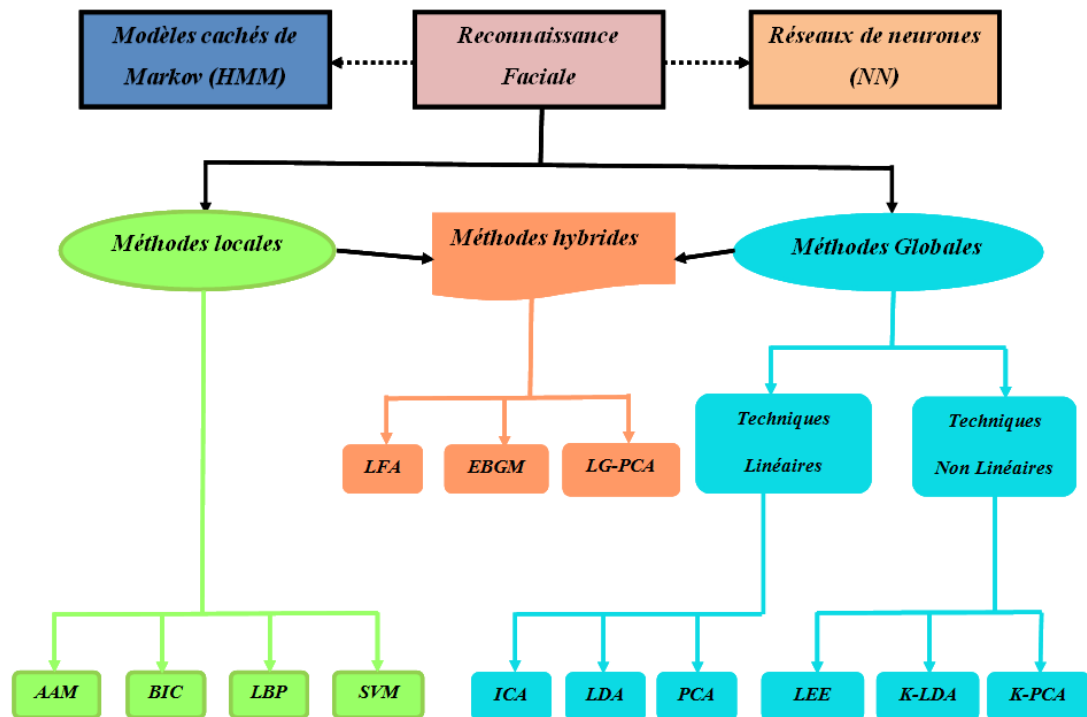 Modèles cachés de
Markov (HMM)
Reconnaissance
Faciale
Réseaux de neurones
(NN)
Méthodes locales
Méthodes hybrides
Méthodes Globales
Techniques
Linéaires
Techniques
Non Linéaires
LFA
EBGM
LG-PCA
AAM
BIC
LBP
SVM
ICA
LDA
PCA
LEE
K-LDA
K-PCA